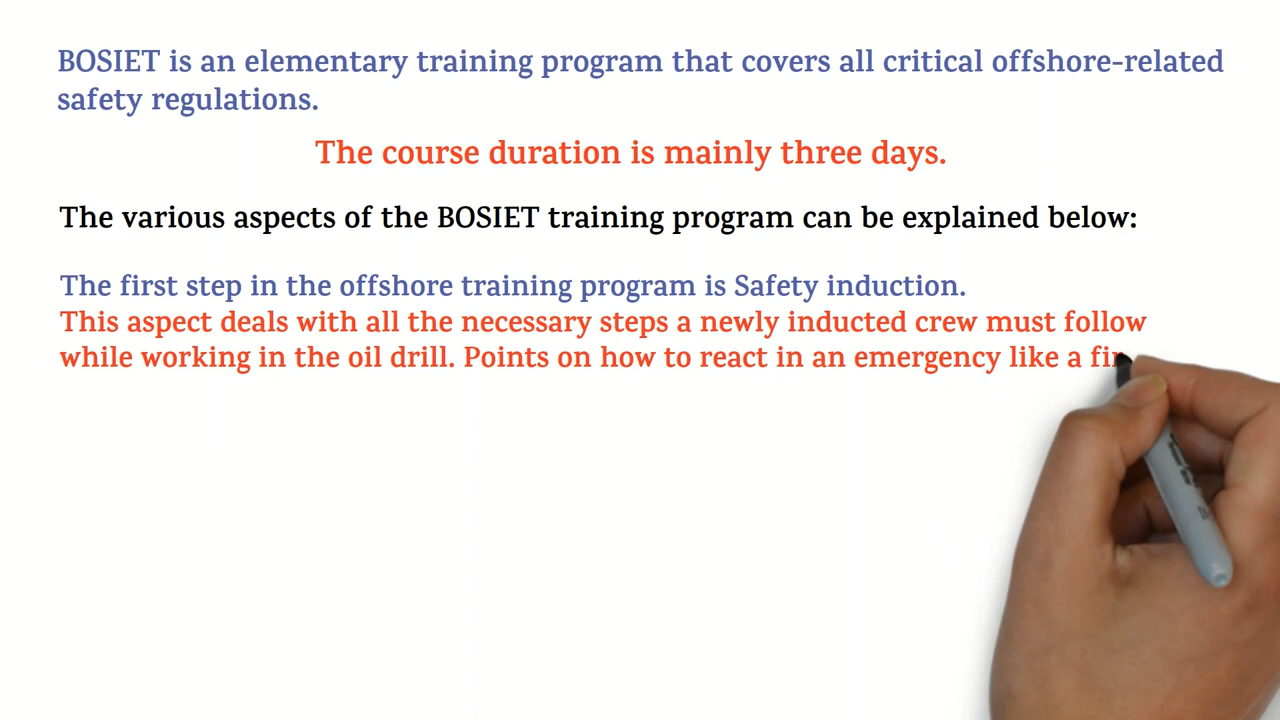 BOSIET is an elementary training program that covers all critical offshore-related
safety regulations.
The course duration is mainly three days.
The various aspects of the BOSIET training program can be explained below:
The first step in the offshore training program is Safety induction.
This aspect deals with all the necessary steps a newly inducted crew must follow
while working in the oil drill. Points on how to react in an emergency like a